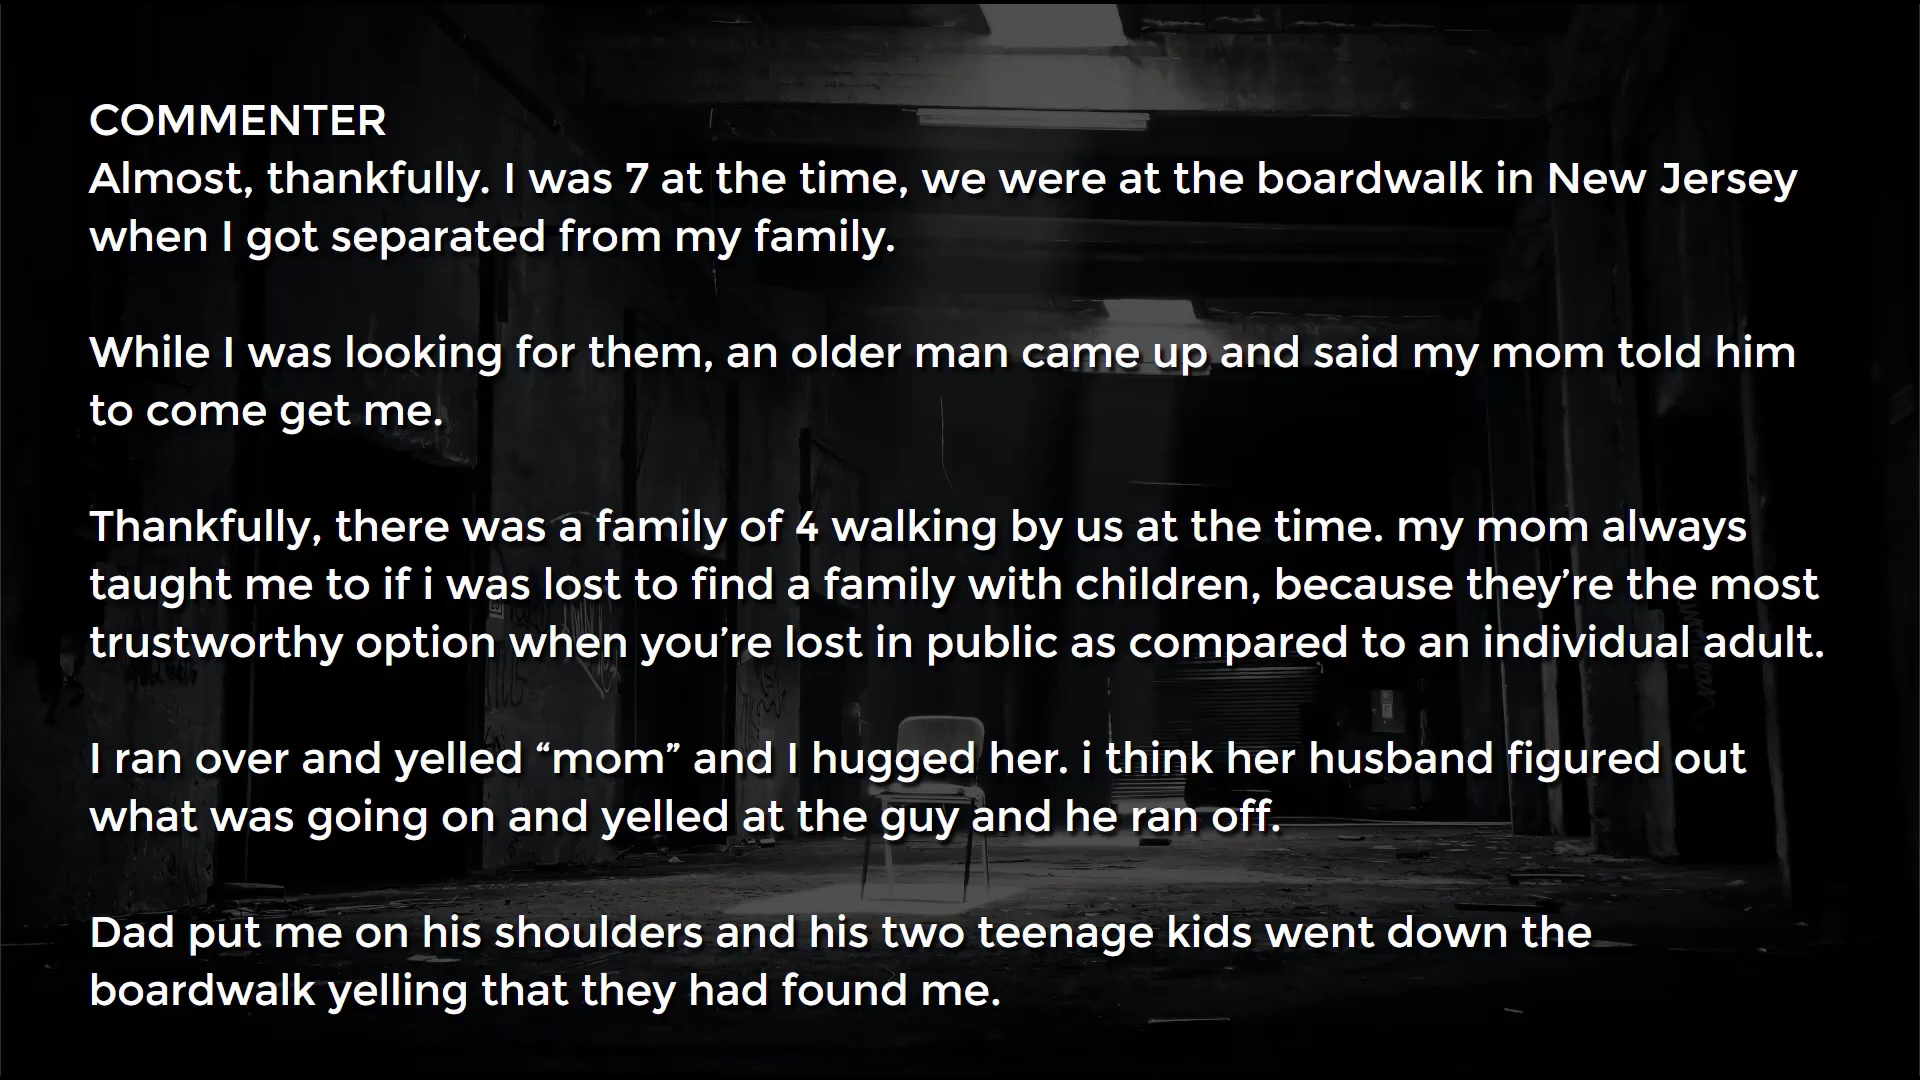 COMMENTER
Almost, thankfully. I was 7 at the time, we were at the boardwalk in New Jersey
when I got separated from my family.
While I was looking for them, an older man came up and said my mom told him
to come get me.
Thankfully, there was a family of 4 walking by us at the time. my mom always
taught me to if i was lost to find a family with children, because they’re the most
trustworthy option when you’re lost in public as compared to an individual adult.
I ran over and yelled “mom” and I hugged her. i think her husband figured out
what was going on and yelled at the guy and he ran off.
Dad put me on his shoulders and his two teenage kids went down the
boardwalk yelling that they had found me.